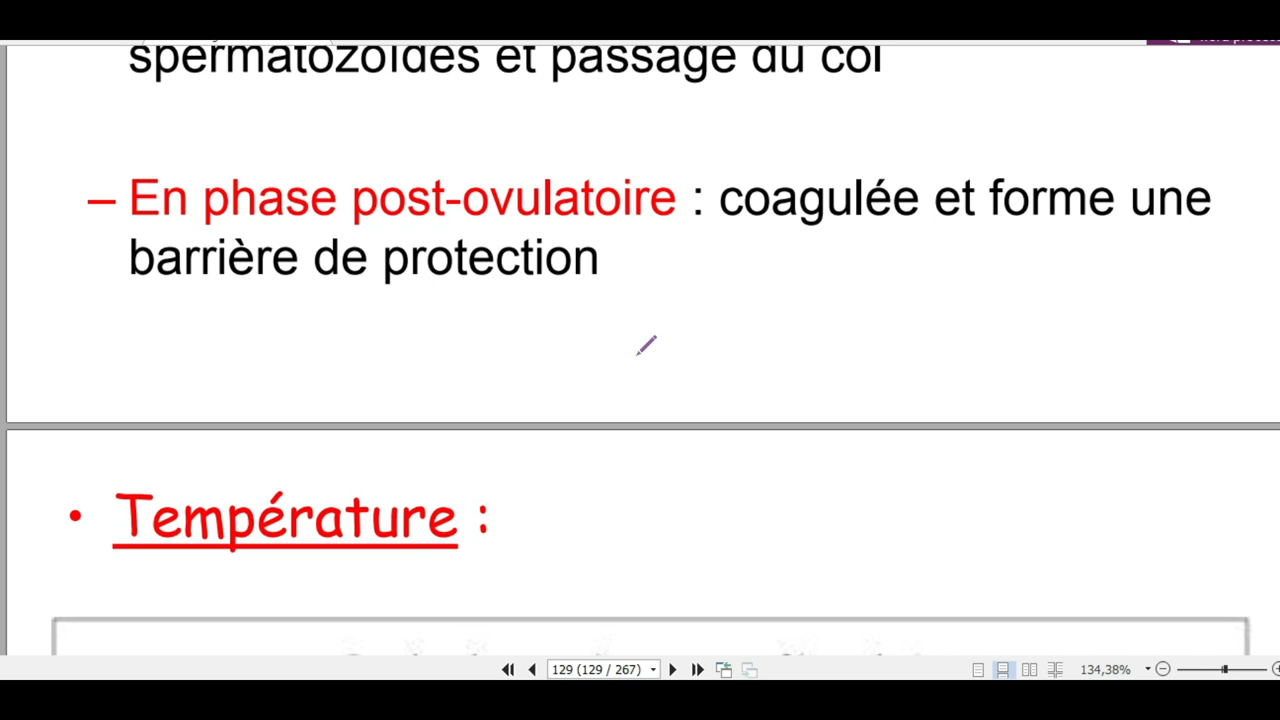 spermatozoïdes et passage du col
– En phase post-ovulatoire : coagulée et forme une
barrière de protection
• Température :
129 (129 / 267)
134,38%